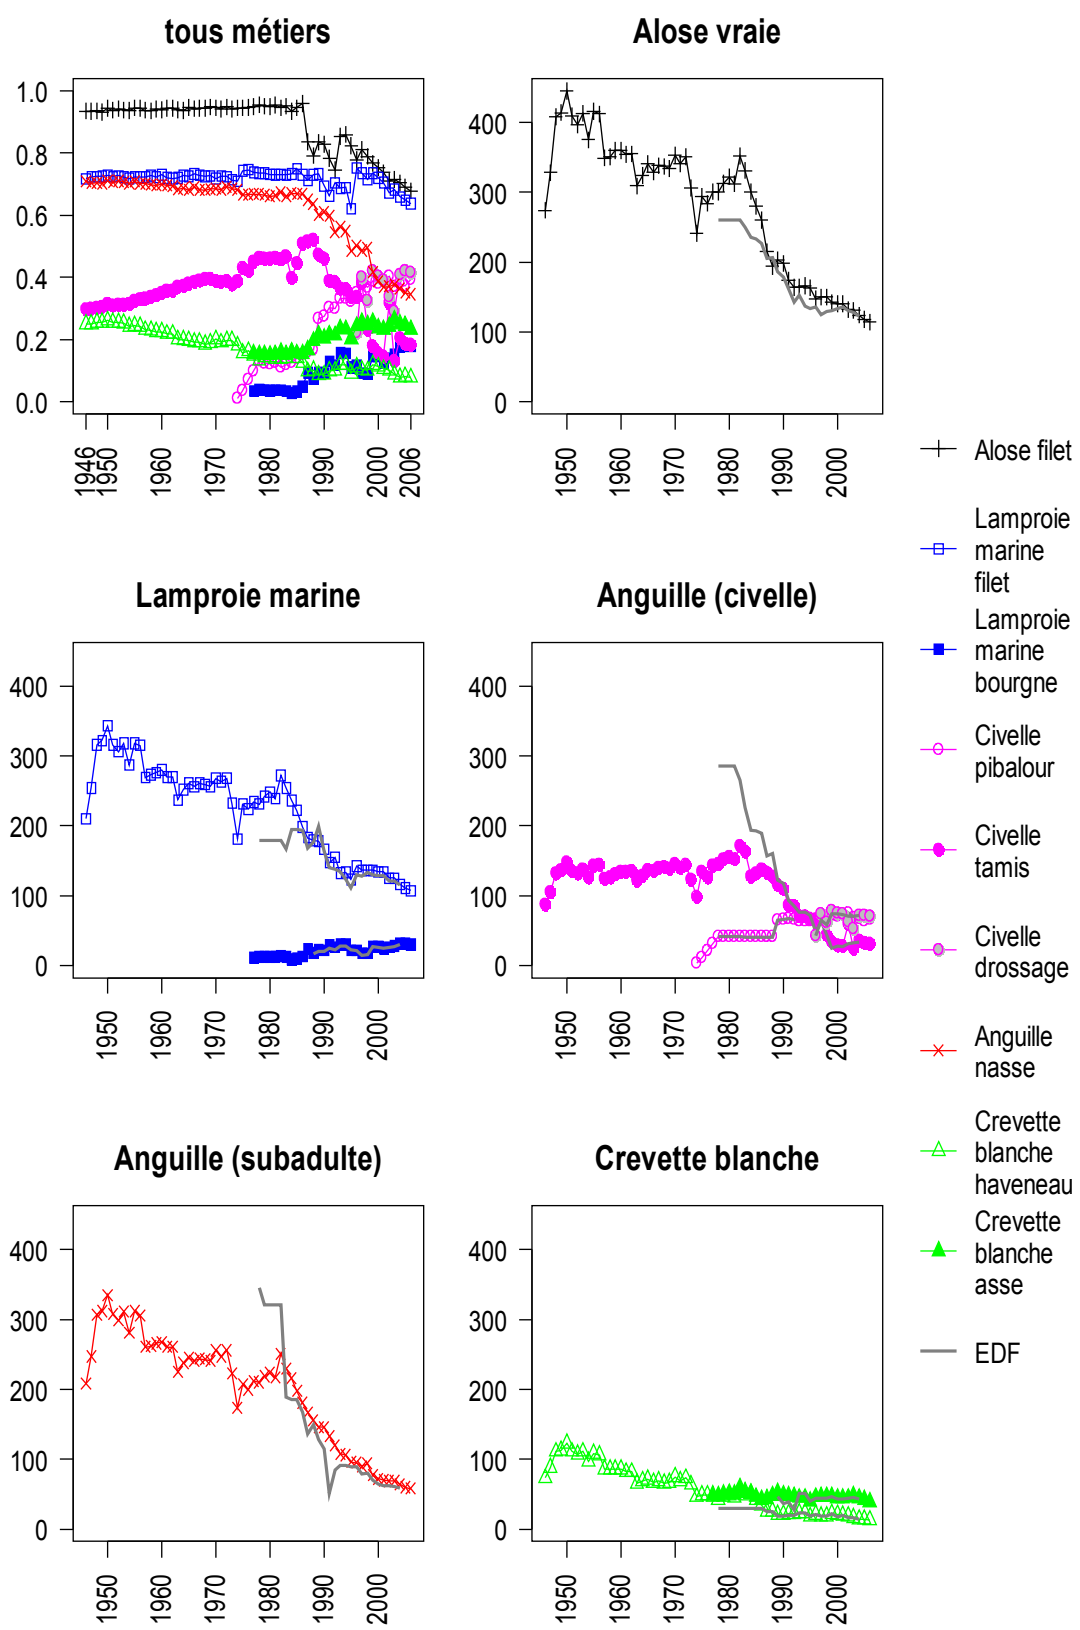 tous métiers
Alose vraie
1.0
0.8
0.6
0.4
0.2
0.0
1946
1950
1960
1970
1980
1990
2000
2006
400
300
200
100
0
1950
1960
1970
1980
1990
2000
Lamproie marine
Anguille (civelle)
400
300
200
100
0
1950
1960
1970
1980
1990
2000
400
300
200
100
0
1950
1960
1970
1980
1990
2000
Anguille (subadulte)
Crevette blanche
400
300
200
100
0
1950
1960
1970
1980
1990
2000
400
300
200
100
0
1950
1960
1970
1980
1990
2000
Alose filet
Lamproie
marine
filet
Lamproie
marine
bourgne
Civelle
pibalour
Civelle
tamis
Civelle
drossage
Anguille
nasse
Crevette
blanche
haveneau
Crevette
blanche
asse
EDF